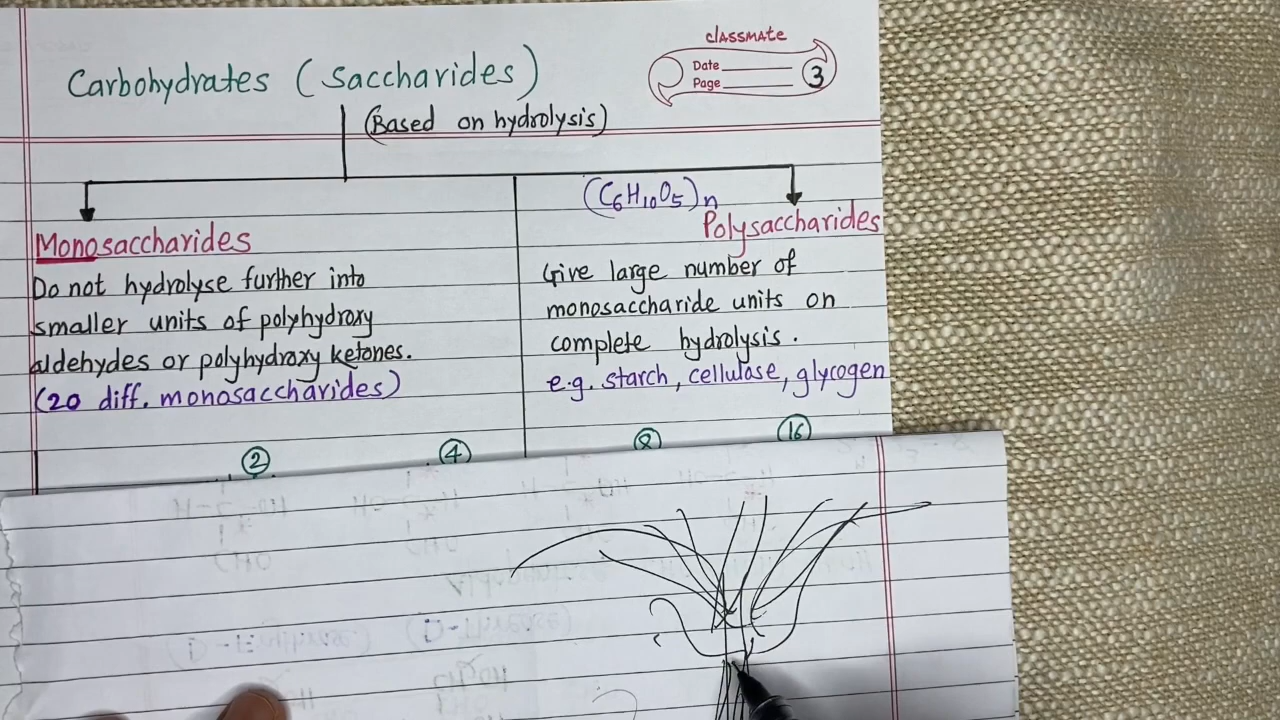 classmate
Date
Page
3
Carbohydrates (Saccharides)
(Based on hydrolysis)
(C6H10O5)n
Monosaccharides
Do not hydrolyse further into
smaller units of polyhydroxy
aldehydes or polyhydroxy ketones.
(20 diff. monosaccharides)
Polysaccharides
Give large number of
monosaccharide units on
complete hydrolysis.
e.g. starch, cellulase, glycogen
2
4
8
16